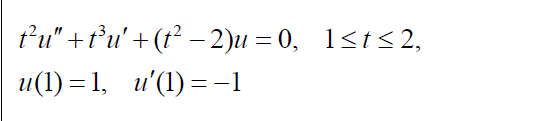 t²u″ + t³u′ + (t² − 2)u = 0,   1 ≤ t ≤ 2,
u(1) = 1,   u′(1) = −1